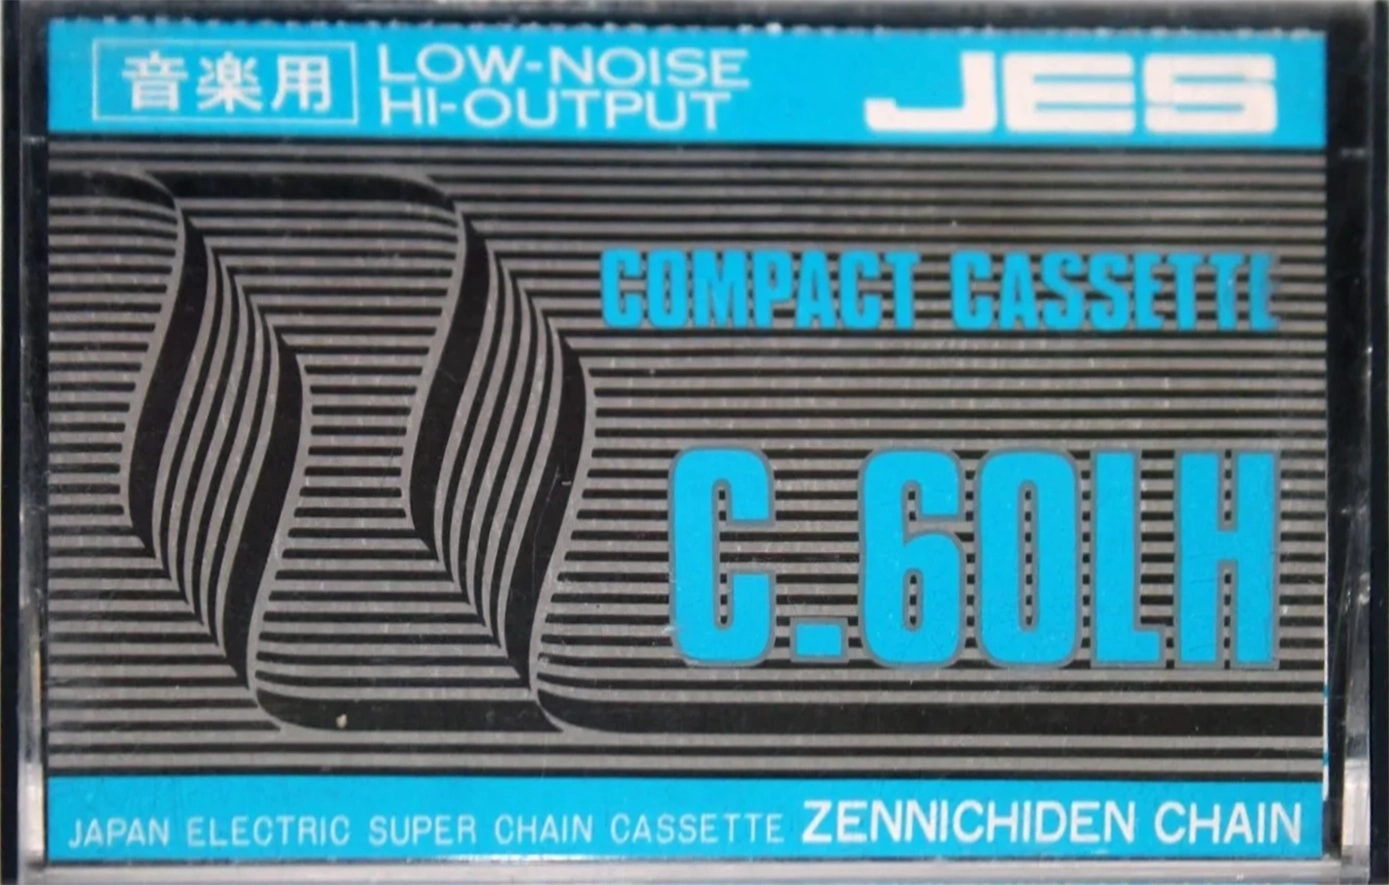 音楽用
LOW-NOISE
HI-OUTPUT
JES
COMPACT CASSETTE
C-60LH
JAPAN ELECTRIC SUPER CHAIN CASSETTE ZENNICHIDEN CHAIN